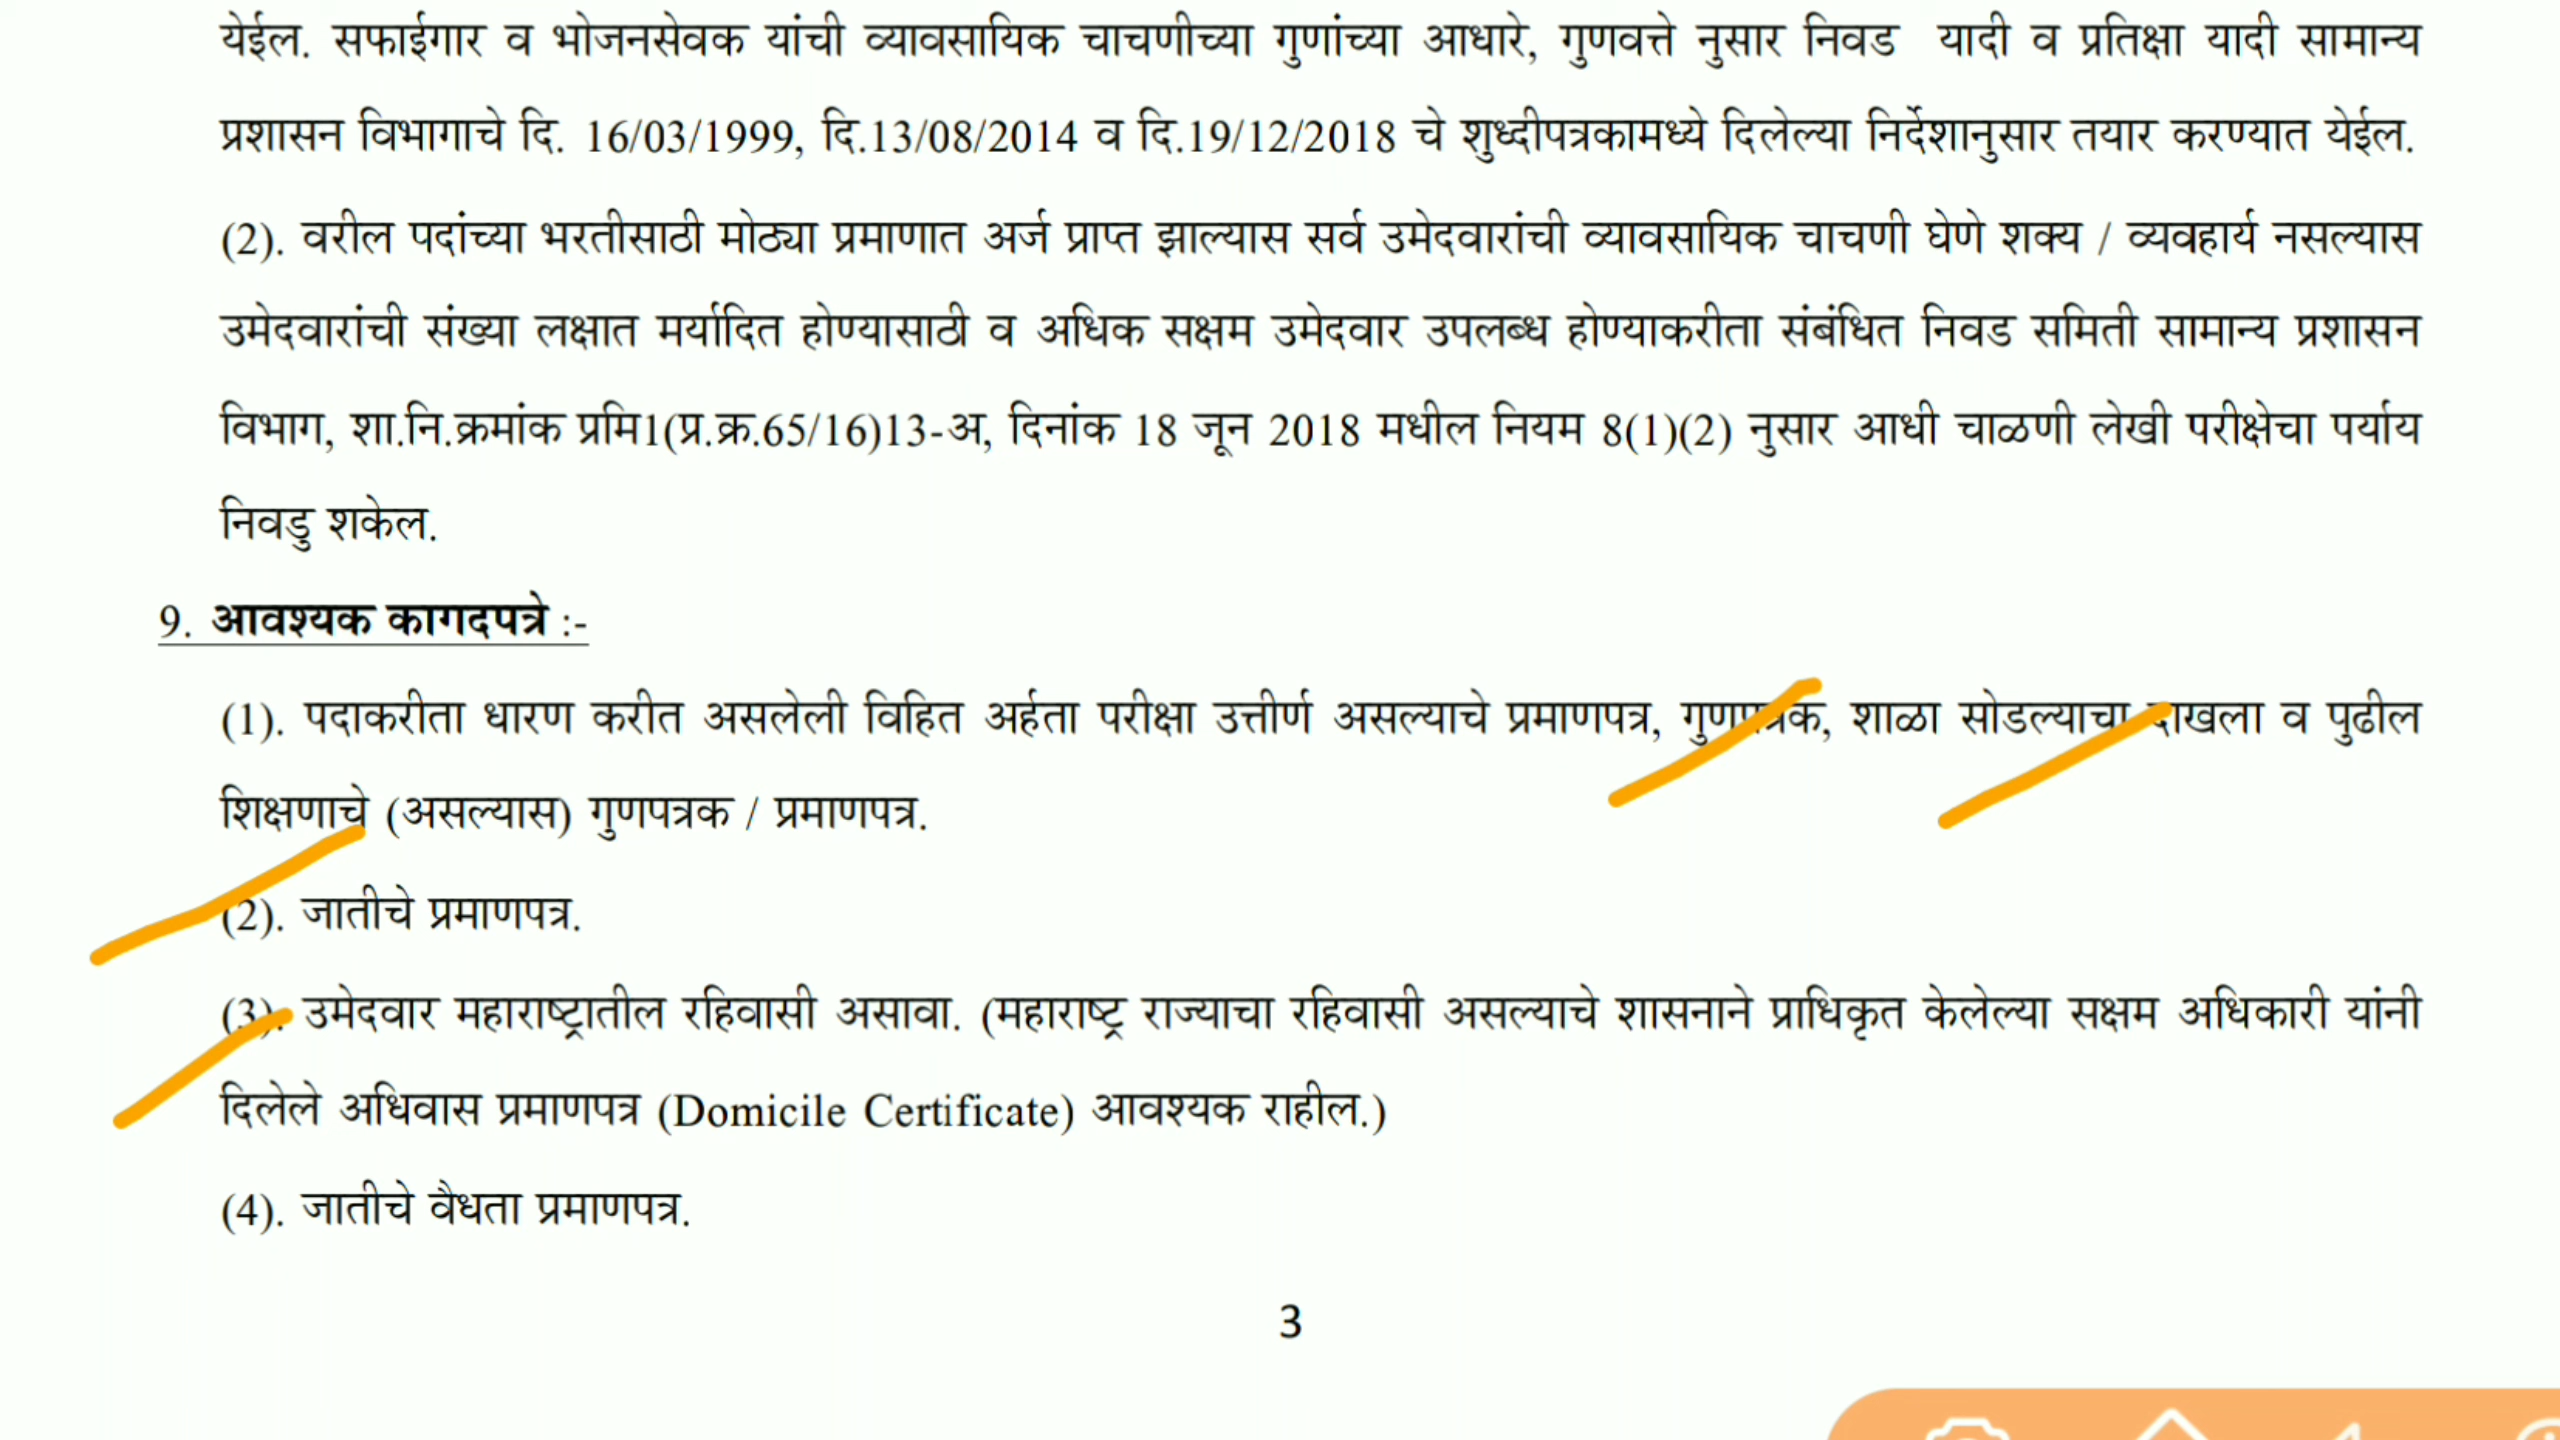 येईल. सफाईगार व भोजनसेवक यांची व्यावसायिक चाचणीच्या गुणांच्या आधारे, गुणवत्ते नुसार निवड यादी व प्रतिक्षा यादी सामान्य
प्रशासन विभागाचे दि. 16/03/1999, दि.13/08/2014 व दि.19/12/2018 चे शुध्दीपत्रकामध्ये दिलेल्या निर्देशानुसार तयार करण्यात येईल.
(2). वरील पदांच्या भरतीसाठी मोठ्या प्रमाणात अर्ज प्राप्त झाल्यास सर्व उमेदवारांची व्यावसायिक चाचणी घेणे शक्य / व्यवहार्य नसल्यास
उमेदवारांची संख्या लक्षात मर्यादित होण्यासाठी व अधिक सक्षम उमेदवार उपलब्ध होण्याकरीता संबंधित निवड समिती सामान्य प्रशासन
विभाग, शा.नि.क्रमांक प्रमि1(प्र.क्र.65/16)13-अ, दिनांक 18 जून 2018 मधील नियम 8(1)(2) नुसार आधी चाळणी लेखी परीक्षेचा पर्याय
निवडु शकेल.
9. आवश्यक कागदपत्रे :-
(1). पदाकरीता धारण करीत असलेली विहित अर्हता परीक्षा उत्तीर्ण असल्याचे प्रमाणपत्र, गुणपत्रक, शाळा सोडल्याचा दाखला व पुढील
शिक्षणाचे (असल्यास) गुणपत्रक / प्रमाणपत्र.
(2). जातीचे प्रमाणपत्र.
(3). उमेदवार महाराष्ट्रातील रहिवासी असावा. (महाराष्ट्र राज्याचा रहिवासी असल्याचे शासनाने प्राधिकृत केलेल्या सक्षम अधिकारी यांनी
दिलेले अधिवास प्रमाणपत्र (Domicile Certificate) आवश्यक राहील.)
(4). जातीचे वैधता प्रमाणपत्र.
3